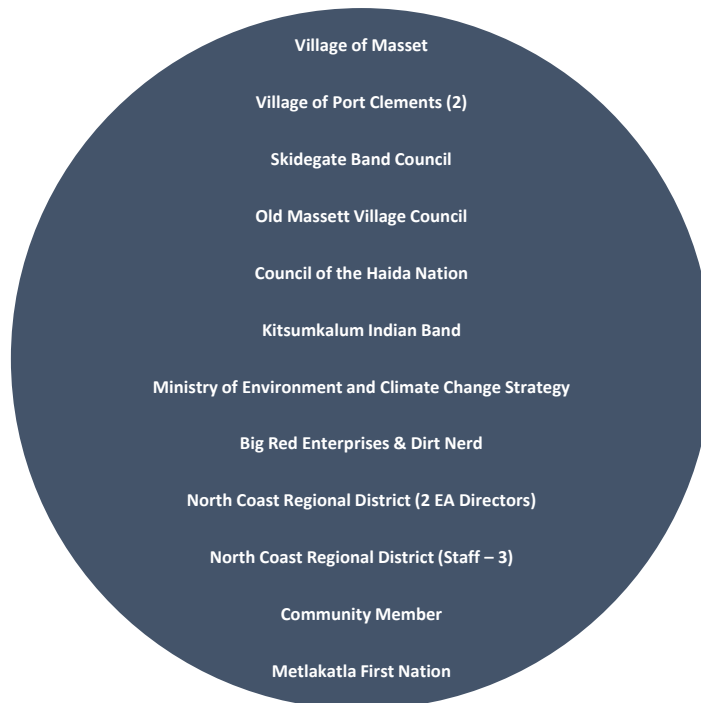 Village of Masset
Village of Port Clements (2)
Skidegate Band Council
Old Massett Village Council
Council of the Haida Nation
Kitsumkalum Indian Band
Ministry of Environment and Climate Change Strategy
Big Red Enterprises & Dirt Nerd
North Coast Regional District (2 EA Directors)
North Coast Regional District (Staff – 3)
Community Member
Metlakatla First Nation